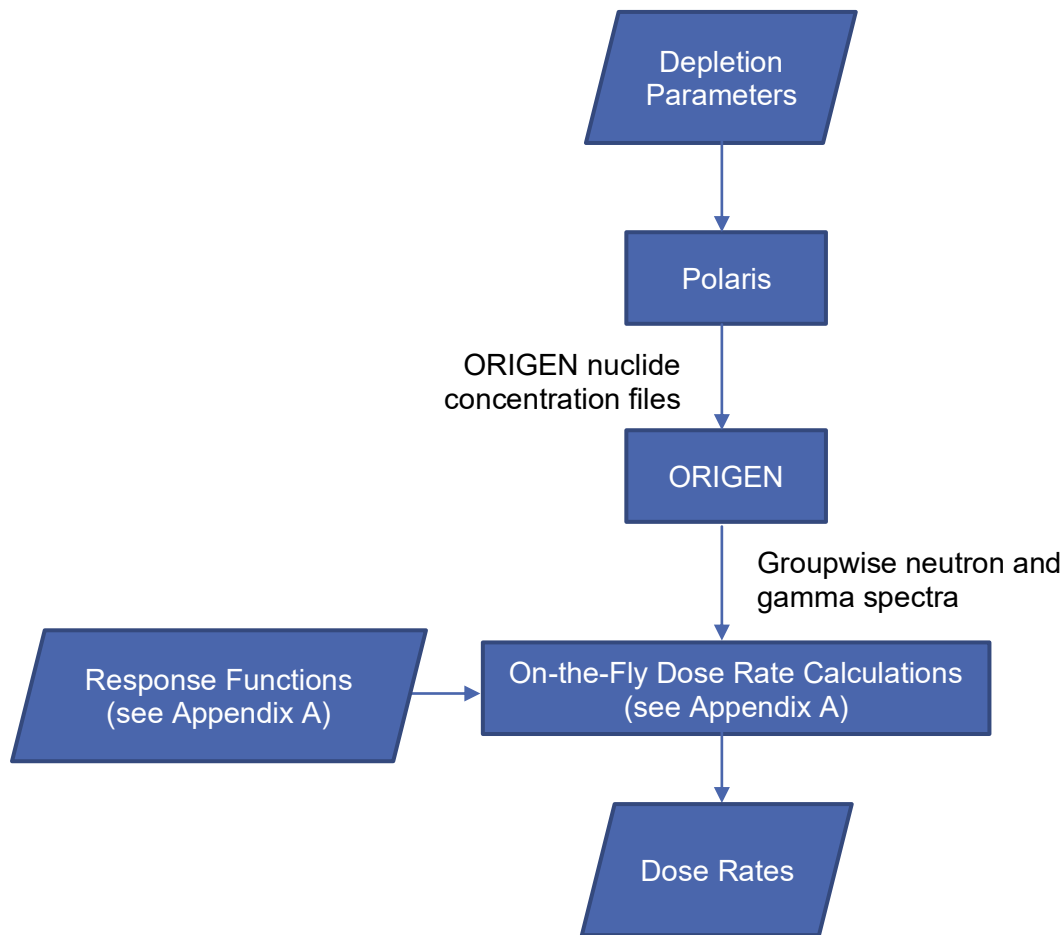 Depletion
Parameters
Polaris
ORIGEN nuclide
concentration files
ORIGEN
Groupwise neutron and
gamma spectra
Response Functions
(see Appendix A)
On-the-Fly Dose Rate Calculations
(see Appendix A)
Dose Rates